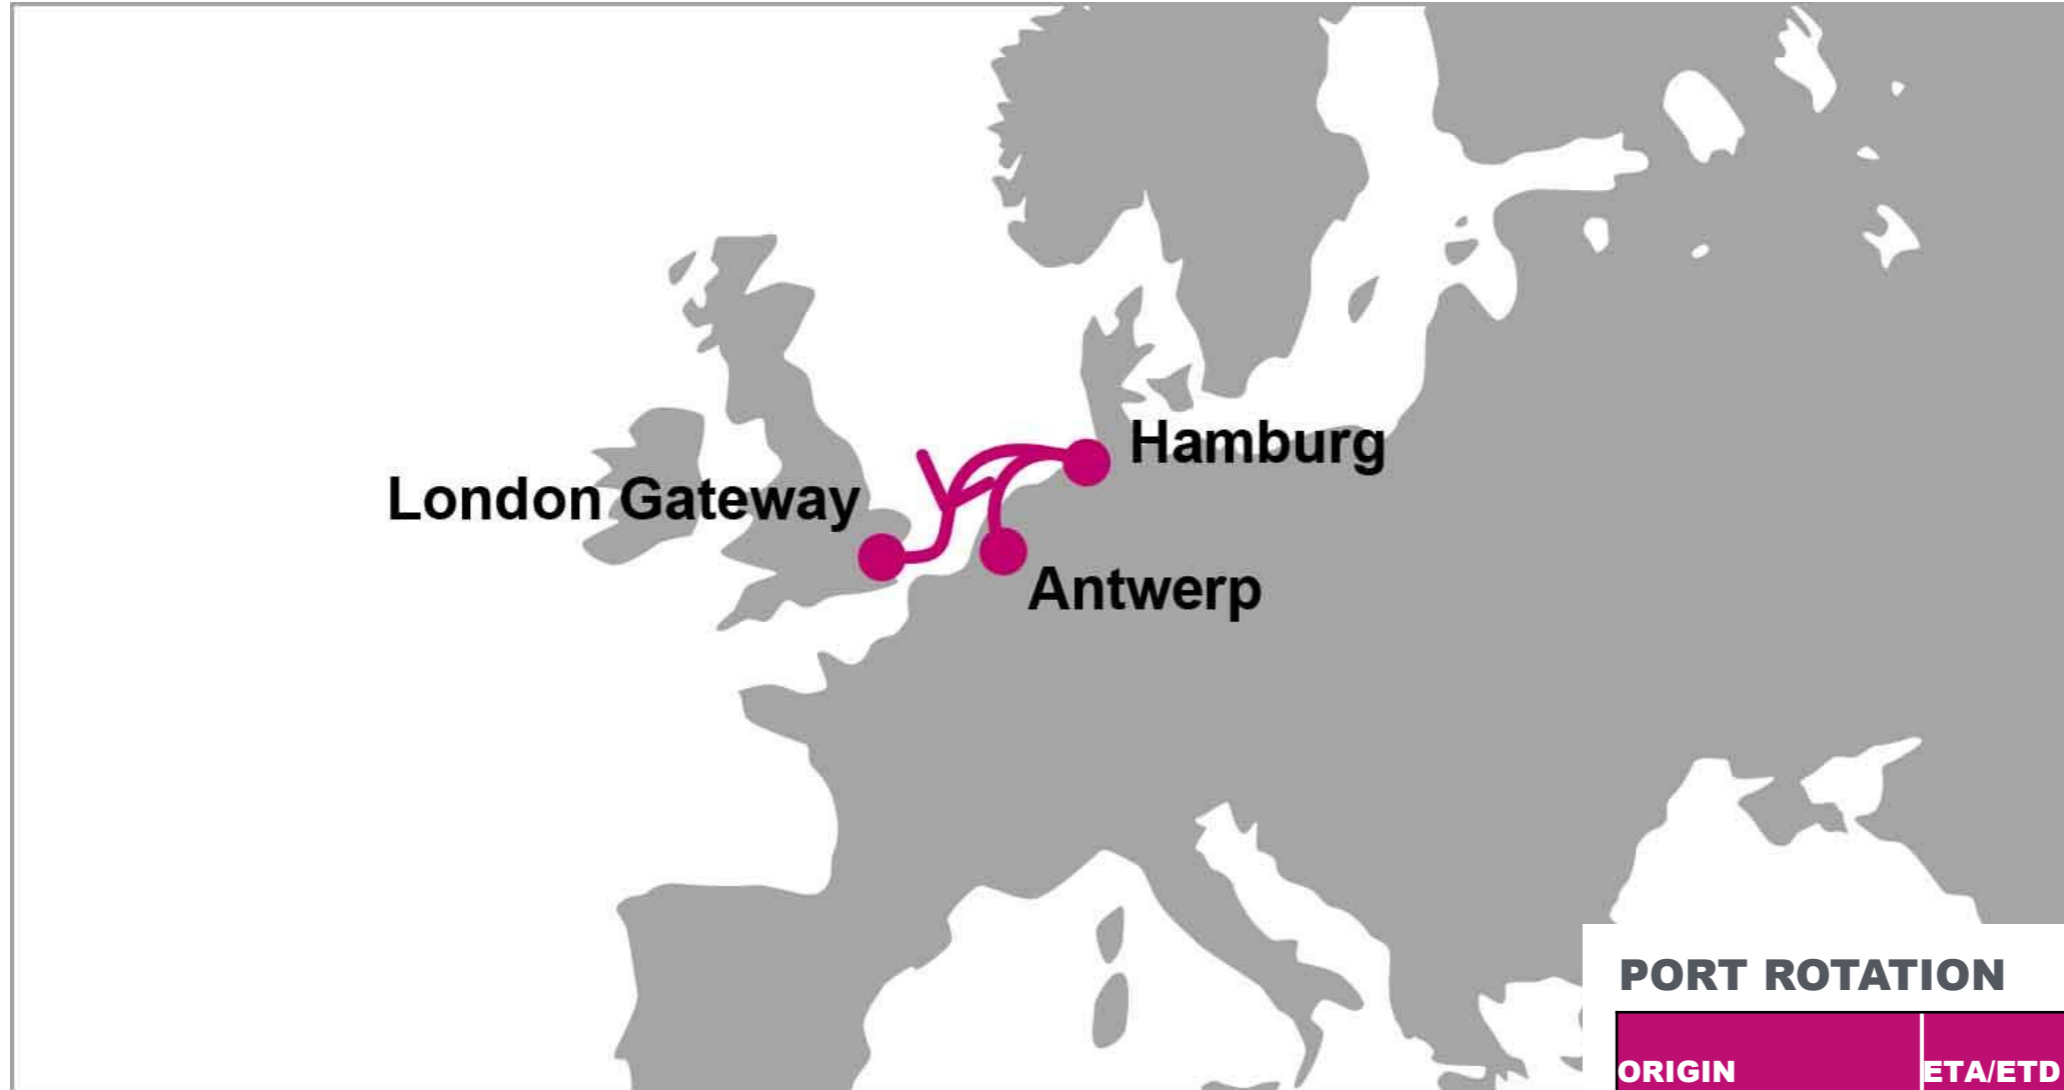 Hamburg
London Gateway
Antwerp
PORT ROTATION
ORIGIN ETA/ETD